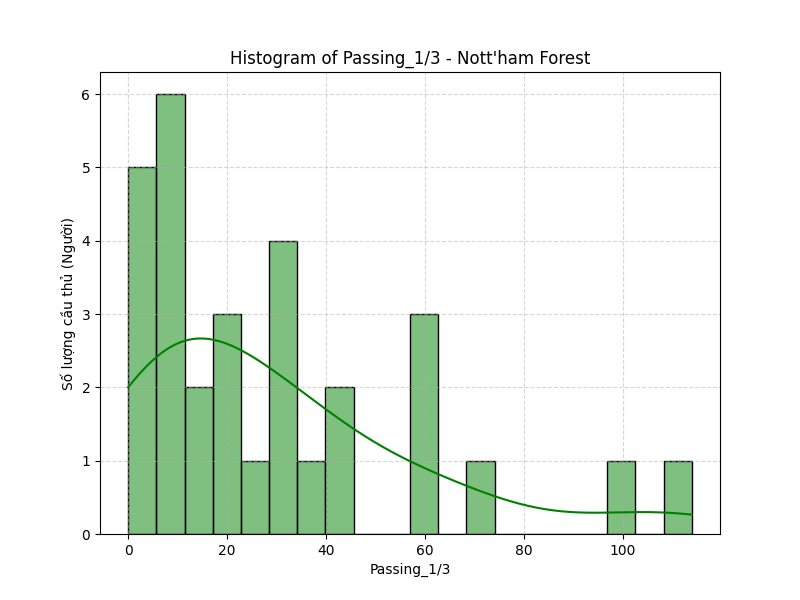 Histogram of Passing_1/3 - Nott'ham Forest
Số lượng cầu thủ (Người)
6
5
4
3
2
1
0
0 20 40 60 80 100
Passing_1/3